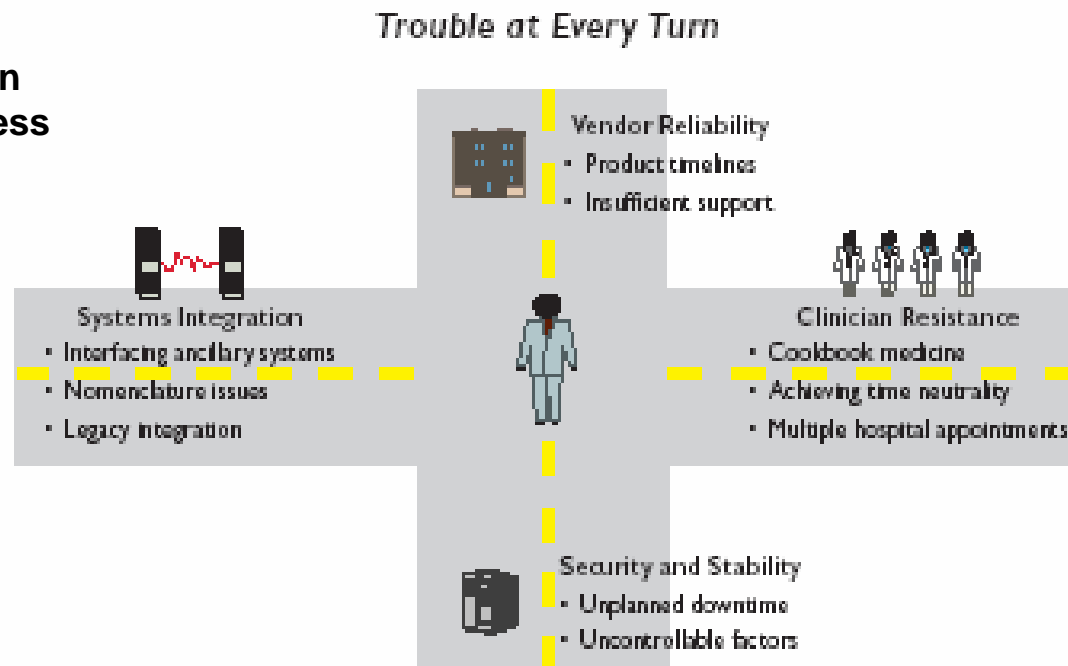 Trouble at Every Turn
n
ess
Vendor Reliability
• Product timelines
• Insufficient support
Systems Integration
• Interfacing ancillary systems
• Nomenclature issues
• Legacy integration
Clinician Resistance
• Cookbook medicine
• Achieving time neutrality
• Multiple hospital appointments
Security and Stability
• Unplanned downtime
• Uncontrollable factors